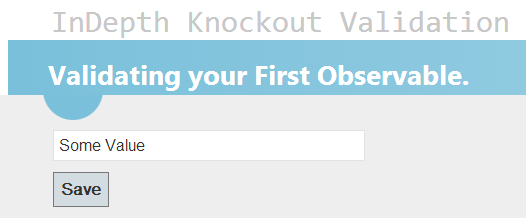 InDepth Knockout Validation
Validating your First Observable.
Some Value
Save